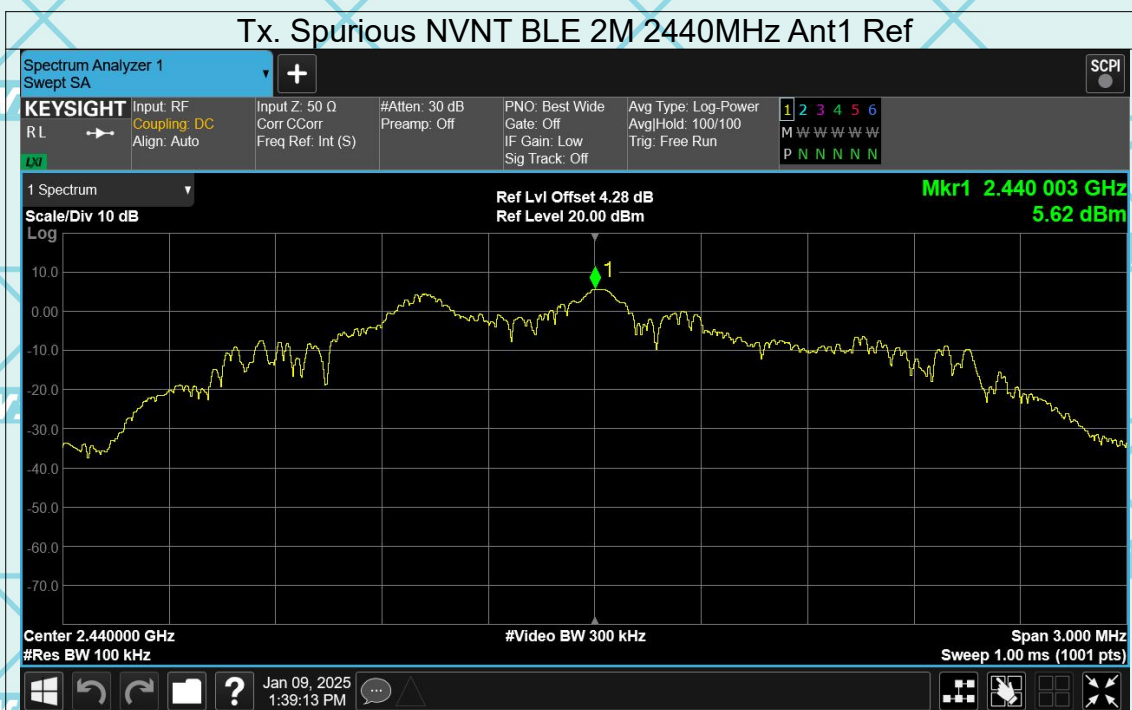 Tx. Spurious NVNT BLE 2M 2440MHz Ant1 Ref
Spectrum Analyzer 1
Swept SA
+
SCPI
KEYSIGHT
R L
LXI
Input: RF
Coupling: DC
Align: Auto
Input Z: 50 Ω
Corr CCorr
Freq Ref: Int (S)
#Atten: 30 dB
Preamp: Off
PNO: Best Wide
Gate: Off
IF Gain: Low
Sig Track: Off
Avg Type: Log-Power
Avg|Hold: 100/100
Trig: Free Run
1 2 3 4 5 6
M W W W W W
P N N N N N
1 Spectrum
Scale/Div 10 dB
Ref Lvl Offset 4.28 dB
Ref Level 20.00 dBm
Mkr1 2.440 003 GHz
5.62 dBm
Log
1
10.0
0.00
-10.0
-20.0
-30.0
-40.0
-50.0
-60.0
-70.0
Center 2.440000 GHz
#Res BW 100 kHz
#Video BW 300 kHz
Span 3.000 MHz
Sweep 1.00 ms (1001 pts)
?
Jan 09, 2025
1:39:13 PM